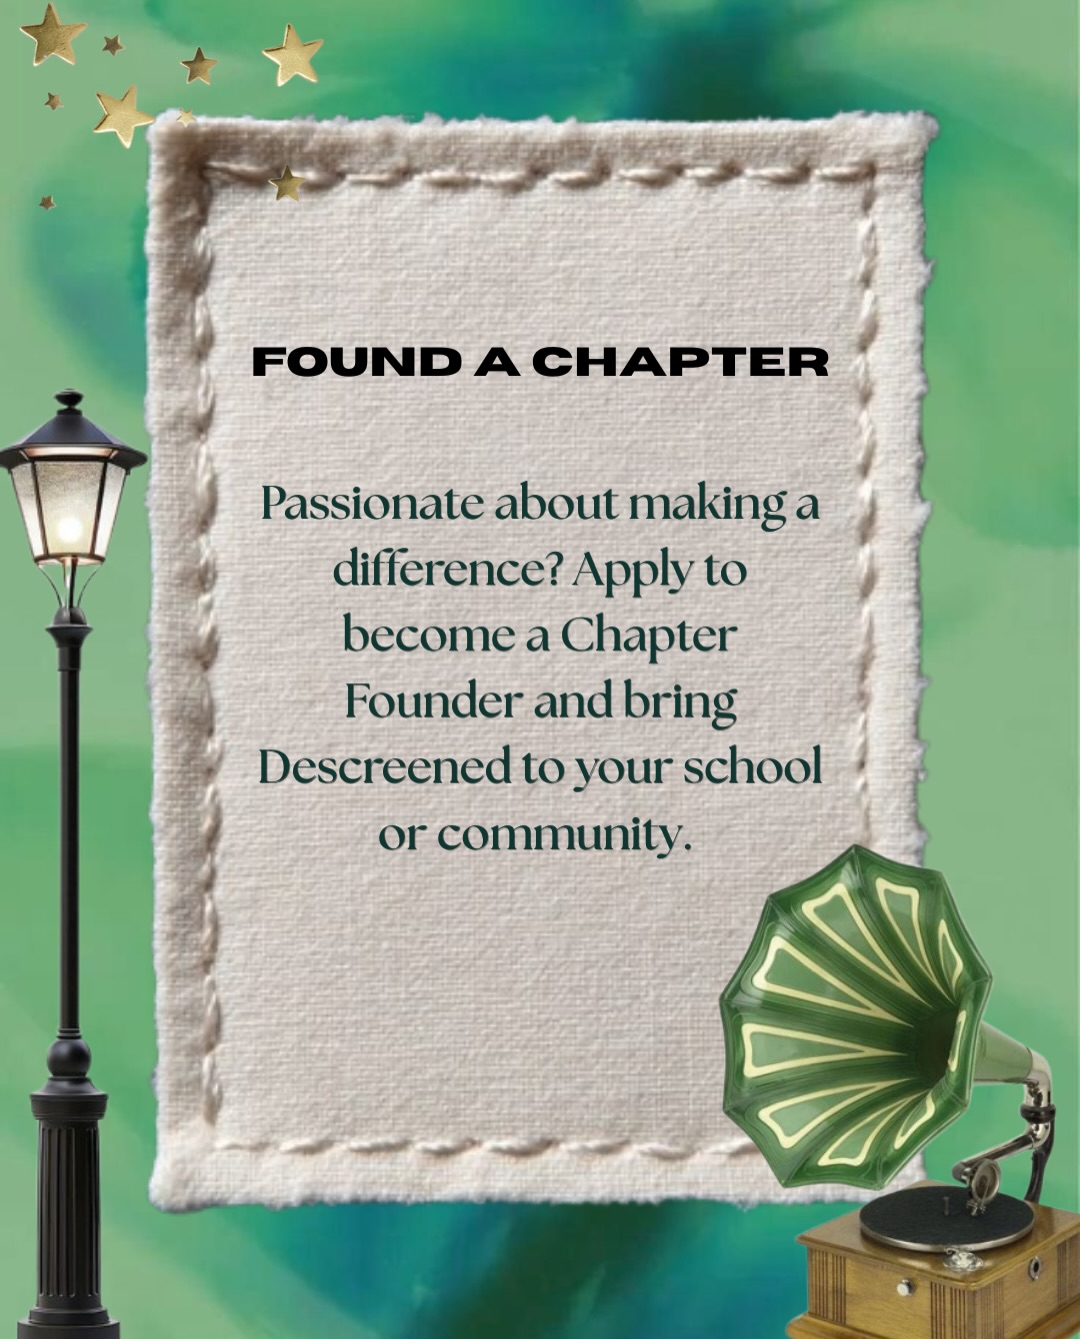 FOUND A CHAPTER
Passionate about making a
difference? Apply to
become a Chapter
Founder and bring
Descreened to your school
or community.